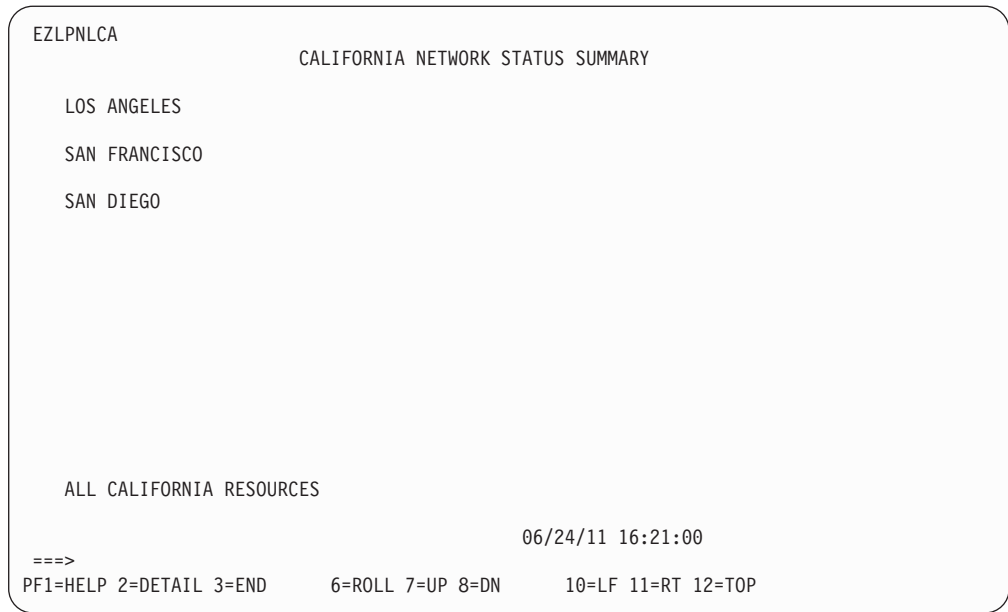 EZLPNLCA
CALIFORNIA NETWORK STATUS SUMMARY
LOS ANGELES
SAN FRANCISCO
SAN DIEGO
ALL CALIFORNIA RESOURCES
06/24/11 16:21:00
===>
PF1=HELP 2=DETAIL 3=END 6=ROLL 7=UP 8=DN 10=LF 11=RT 12=TOP